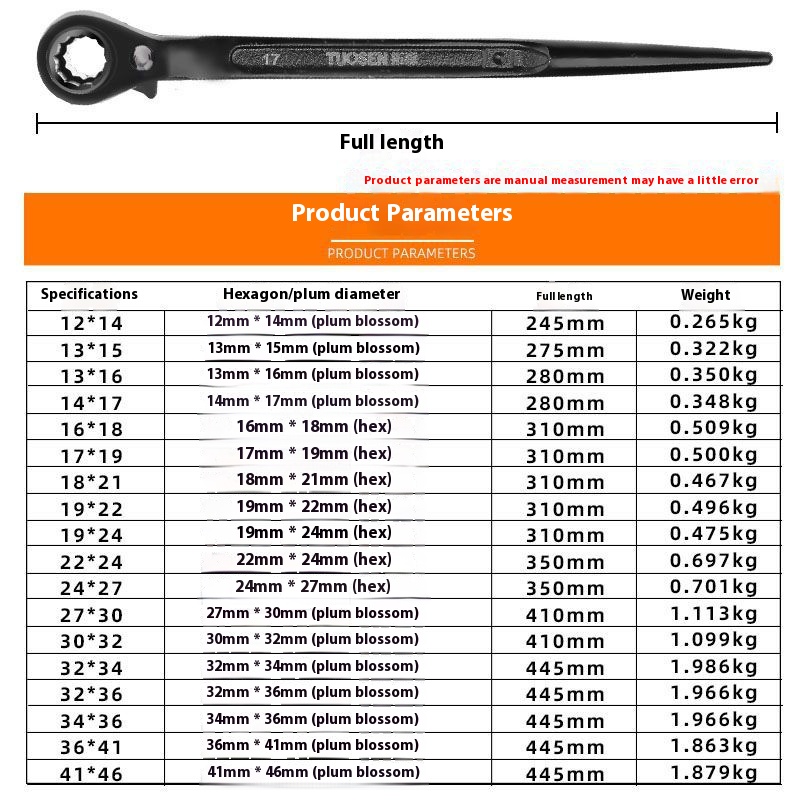 17 TUOSEN
Full length
Product parameters are manual measurement may have a little error
Product Parameters
PRODUCT PARAMETERS
Specifications Hexagon/plum diameter Full length Weight
12*14 12mm * 14mm (plum blossom) 245mm 0.265kg
13*15 13mm * 15mm (plum blossom) 275mm 0.322kg
13*16 13mm * 16mm (plum blossom) 280mm 0.350kg
14*17 14mm * 17mm (plum blossom) 280mm 0.348kg
16*18 16mm * 18mm (hex) 310mm 0.509kg
17*19 17mm * 19mm (hex) 310mm 0.500kg
18*21 18mm * 21mm (hex) 310mm 0.467kg
19*22 19mm * 22mm (hex) 310mm 0.496kg
19*24 19mm * 24mm (hex) 310mm 0.475kg
22*24 22mm * 24mm (hex) 350mm 0.697kg
24*27 24mm * 27mm (hex) 350mm 0.701kg
27*30 27mm * 30mm (plum blossom) 410mm 1.113kg
30*32 30mm * 32mm (plum blossom) 410mm 1.099kg
32*34 32mm * 34mm (plum blossom) 445mm 1.986kg
32*36 32mm * 36mm (plum blossom) 445mm 1.966kg
34*36 34mm * 36mm (plum blossom) 445mm 1.966kg
36*41 36mm * 41mm (plum blossom) 445mm 1.863kg
41*46 41mm * 46mm (plum blossom) 445mm 1.879kg